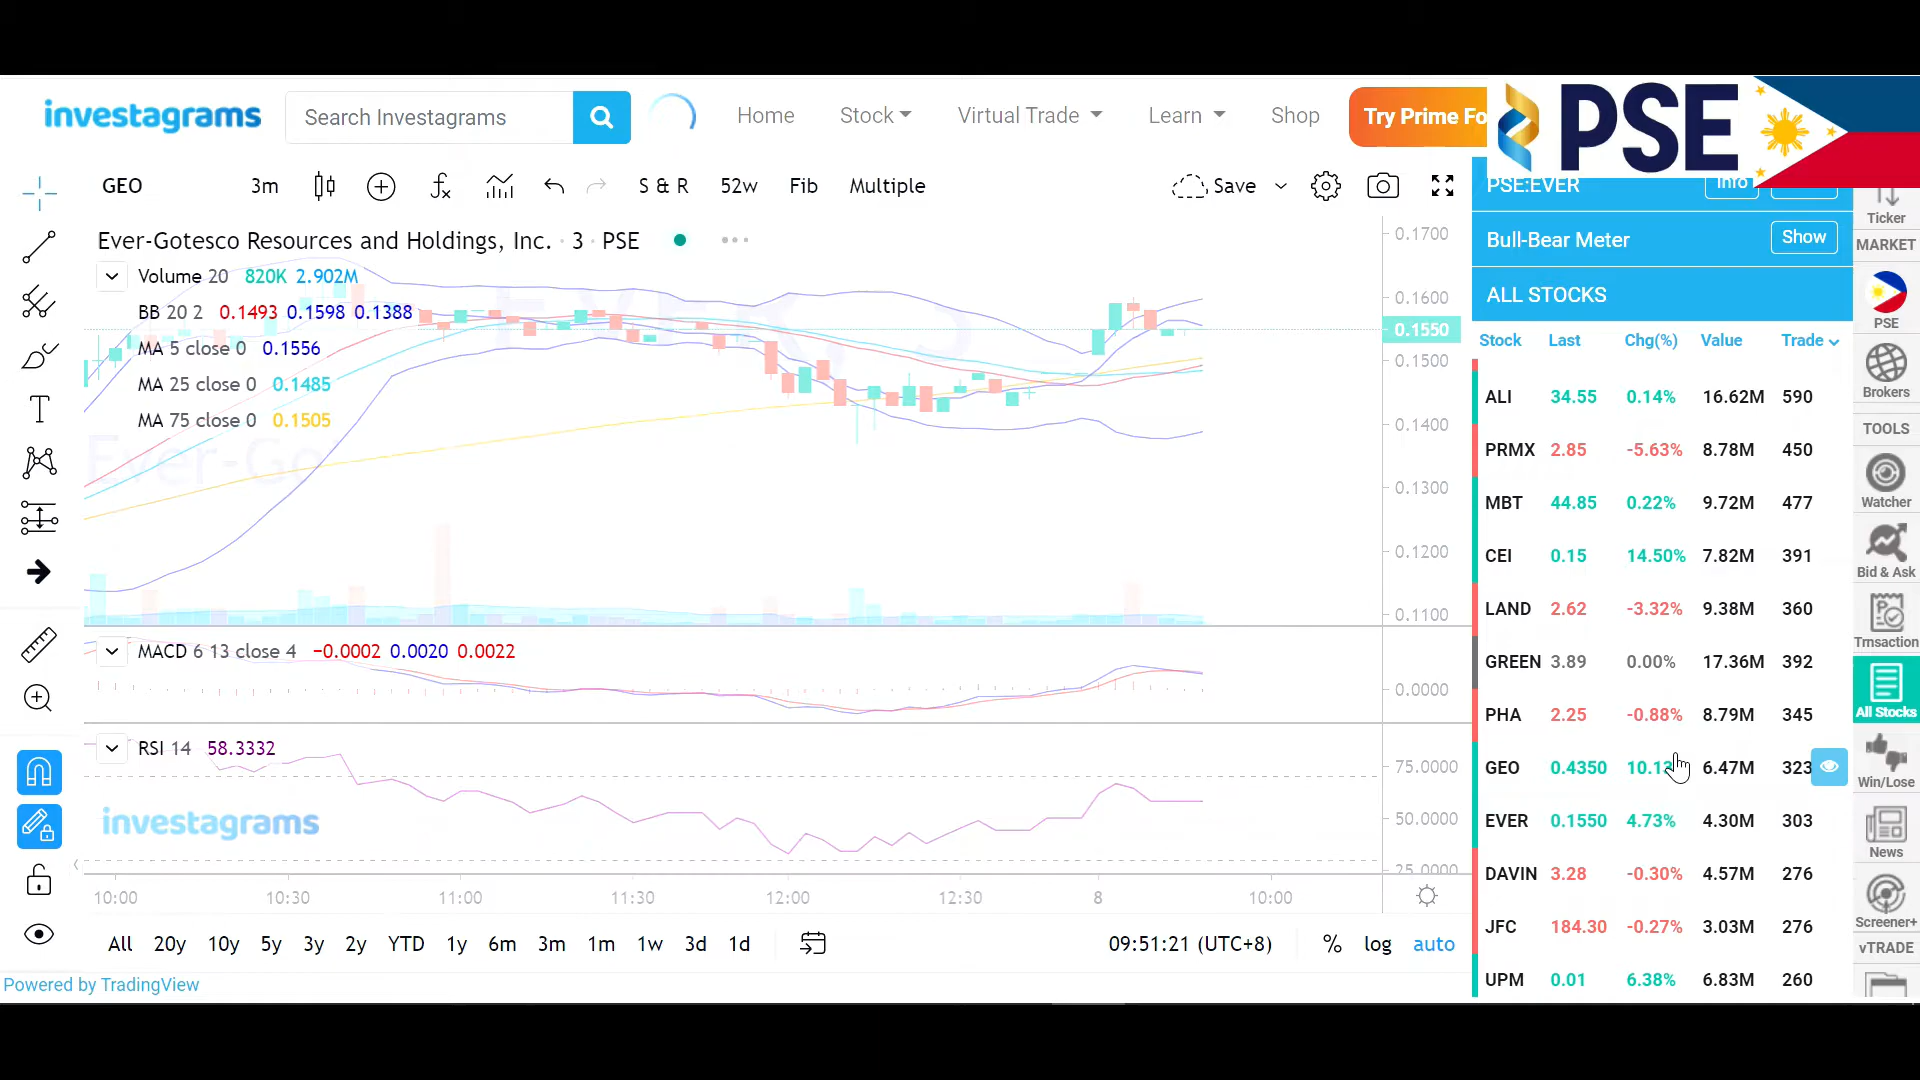 investagrams
Search Investagrams
Home
Stock
Virtual Trade
Learn
Shop
Try Prime Fo
PSE
GEO
3m
S & R
52w
Fib
Multiple
Save
PSE:EVER
Info
Ticker
MARKET
Ever-Gotesco Resources and Holdings, Inc. · 3 · PSE
Volume 20 820K 2.902M
BB 20 2 0.1493 0.1598 0.1388
MA 5 close 0 0.1556
MA 25 close 0 0.1485
MA 75 close 0 0.1505
0.1700
0.1600
0.1550
0.1500
0.1400
0.1300
0.1200
0.1100
MACD 6 13 close 4 −0.0002 0.0020 0.0022
0.0000
RSI 14 58.3332
75.0000
50.0000
25.0000
investagrams
10:00 10:30 11:00 11:30 12:00 12:30 8 10:00
All 20y 10y 5y 3y 2y YTD 1y 6m 3m 1m 1w 3d 1d
09:51:21 (UTC+8)
% log auto
Powered by TradingView
Bull-Bear Meter
Show
ALL STOCKS
Stock Last Chg(%) Value Trade
ALI 34.55 0.14% 16.62M 590
PRMX 2.85 -5.63% 8.78M 450
MBT 44.85 0.22% 9.72M 477
CEI 0.15 14.50% 7.82M 391
LAND 2.62 -3.32% 9.38M 360
GREEN 3.89 0.00% 17.36M 392
PHA 2.25 -0.88% 8.79M 345
GEO 0.4350 6.47M 323
EVER 0.1550 4.73% 4.30M 303
DAVIN 3.28 -0.30% 4.57M 276
JFC 184.30 -0.27% 3.03M 276
UPM 0.01 6.38% 6.83M 260
PSE
Brokers
TOOLS
Watcher
Bid & Ask
Trnsaction
All Stocks
Win/Lose
News
Screener+
vTRADE